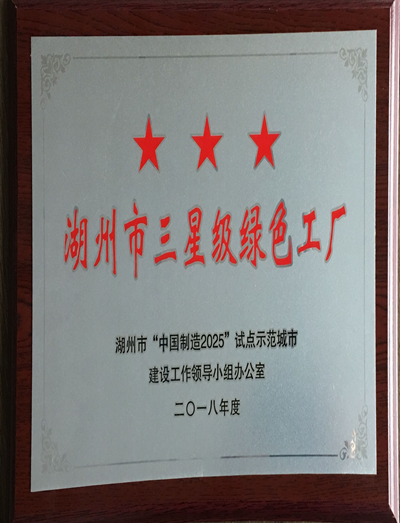 湖州市三星级绿色工厂
湖州市“中国制造2025”试点示范城市
建设工作领导小组办公室
二〇一八年度